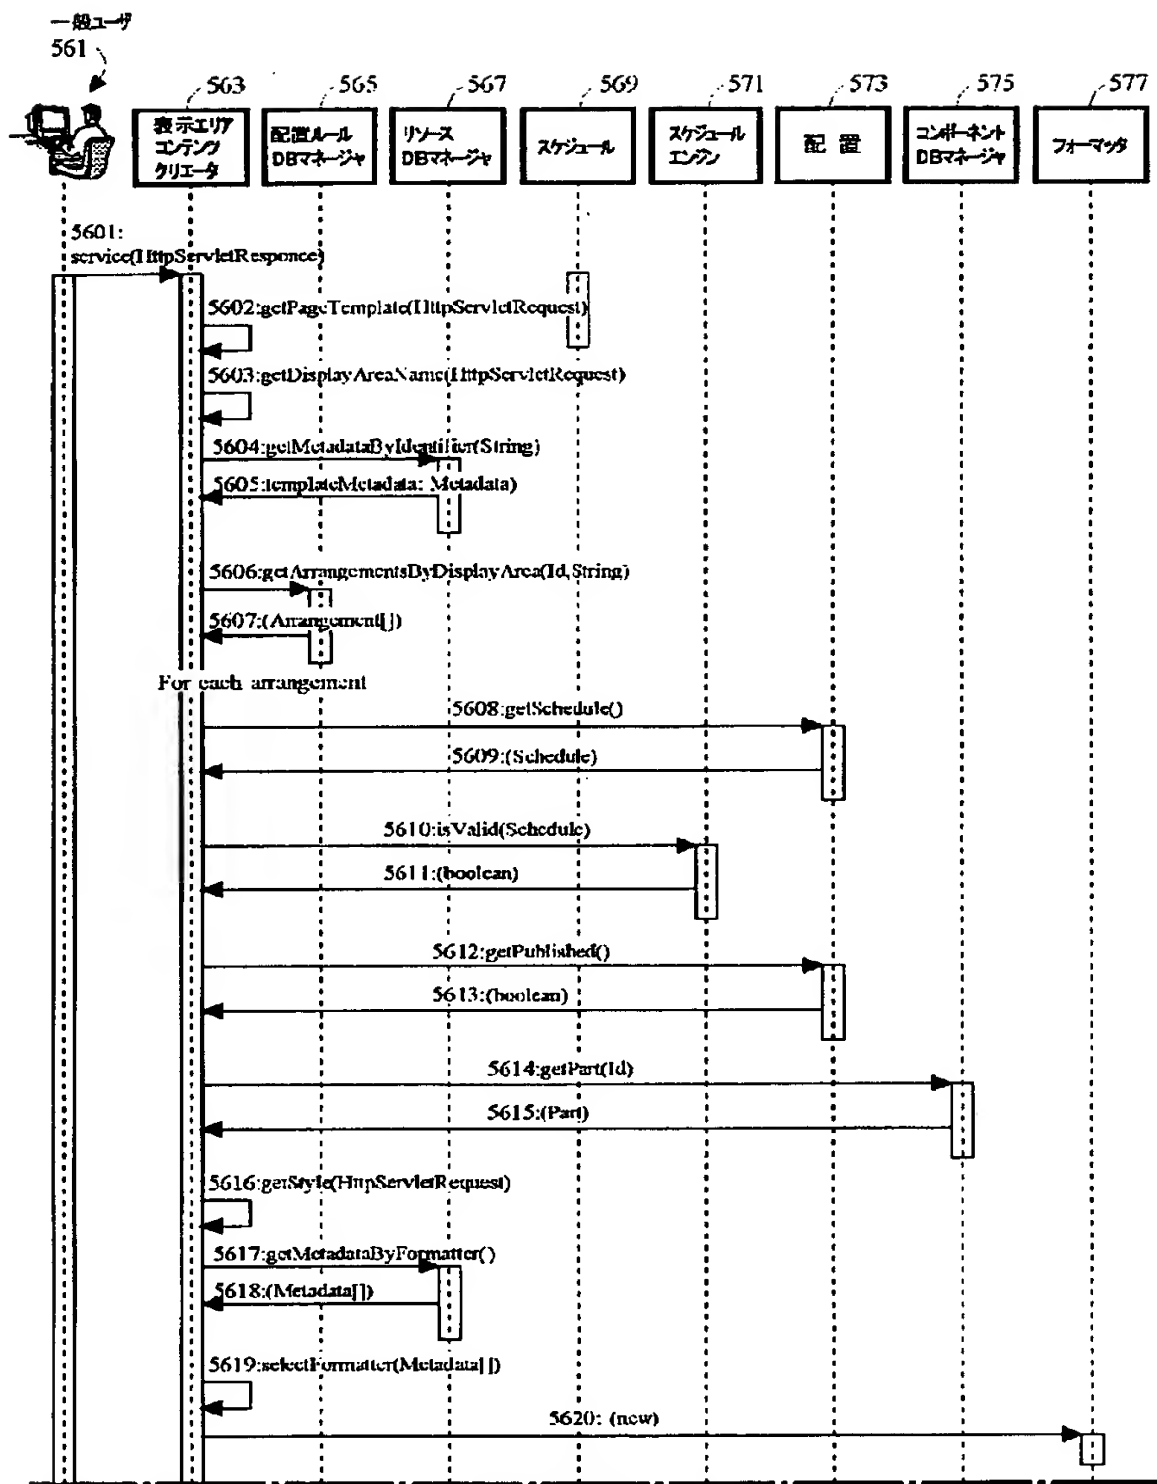 一般ユーザ
561
563
565
567
569
571
573
575
577
表示エリア
コンテンツ
クリエータ
配置ルール
DBマネージャ
リソース
DBマネージャ
スケジュール
スケジュール
エンジン
配置
コンポーネント
DBマネージャ
フォーマッタ
5601:
service(HttpServletResponce)
5602:getPageTemplate(HttpServletRequest)
5603:getDisplayAreaName(HttpServletRequest)
5604:getMetadataByIdentifier(String)
5605:templateMetadata: Metadata)
5606:getArrangementsByDisplayArea(Id,String)
5607:(Arrangement[])
For each arrangement
5608:getSchedule()
5609:(Schedule)
5610:isValid(Schedule)
5611:(boolean)
5612:getPublished()
5613:(boolean)
5614:getPart(Id)
5615:(Part)
5616:getStyle(HttpServletRequest)
5617:getMetadataByFormatter()
5618:(Metadata[])
5619:selectFormatter(Metadata[])
5620: (new)